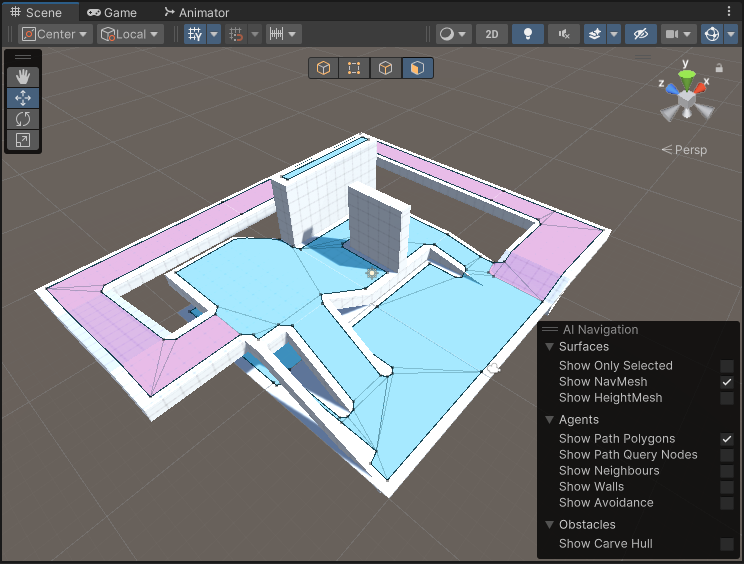 Scene Game Animator
Center Local 2D
y
z x
Persp
AI Navigation
Surfaces
Show Only Selected
Show NavMesh
Show HeightMesh
Agents
Show Path Polygons
Show Path Query Nodes
Show Neighbours
Show Walls
Show Avoidance
Obstacles
Show Carve Hull